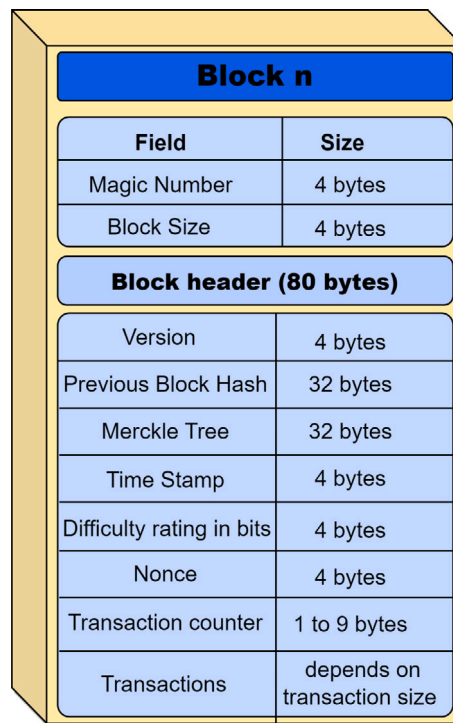 Block n
Field Size
Magic Number 4 bytes
Block Size 4 bytes
Block header (80 bytes)
Version 4 bytes
Previous Block Hash 32 bytes
Merckle Tree 32 bytes
Time Stamp 4 bytes
Difficulty rating in bits 4 bytes
Nonce 4 bytes
Transaction counter 1 to 9 bytes
Transactions depends on
transaction size